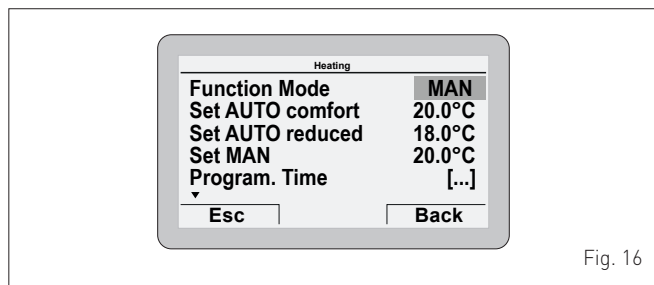 Heating
Function Mode MAN
Set AUTO comfort 20.0°C
Set AUTO reduced 18.0°C
Set MAN 20.0°C
Program. Time [...]
Esc Back
Fig. 16